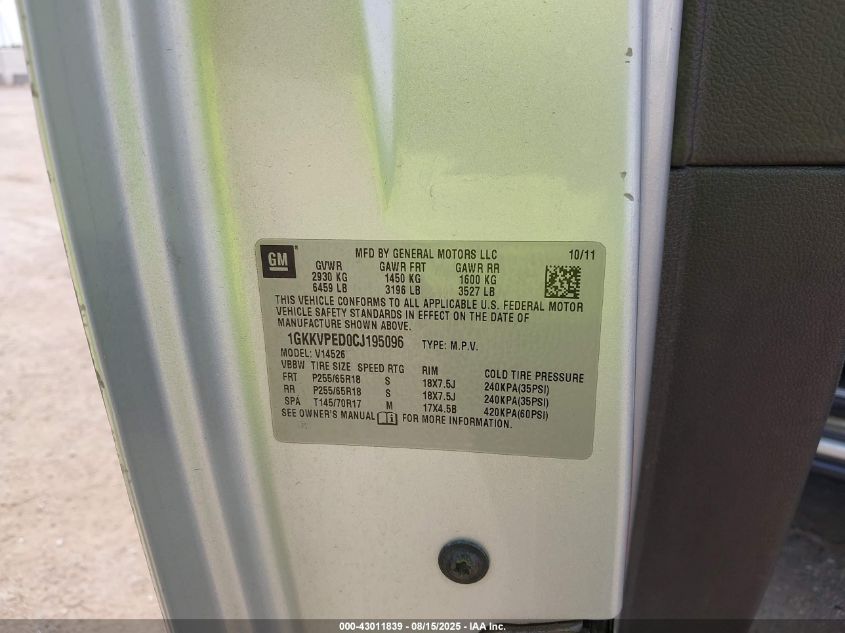 GM
MFD BY GENERAL MOTORS LLC 10/11
GVWR GAWR FRT GAWR RR
2930 KG 1450 KG 1600 KG
6459 LB 3196 LB 3527 LB
THIS VEHICLE CONFORMS TO ALL APPLICABLE U.S. FEDERAL MOTOR
VEHICLE SAFETY STANDARDS IN EFFECT ON THE DATE OF
MANUFACTURE SHOWN ABOVE.
1GKKVPED0CJ195096 TYPE: M.P.V.
MODEL: V14526
VBBW TIRE SIZE SPEED RTG RIM COLD TIRE PRESSURE
FRT P255/65R18 S 18X7.5J 240KPA(35PSI)
RR P255/65R18 S 18X7.5J 240KPA(35PSI)
SPA T145/70R17 M 17X4.5B 420KPA(60PSI)
SEE OWNER'S MANUAL FOR MORE INFORMATION.
000-43011839 - 08/15/2025 - IAA Inc.